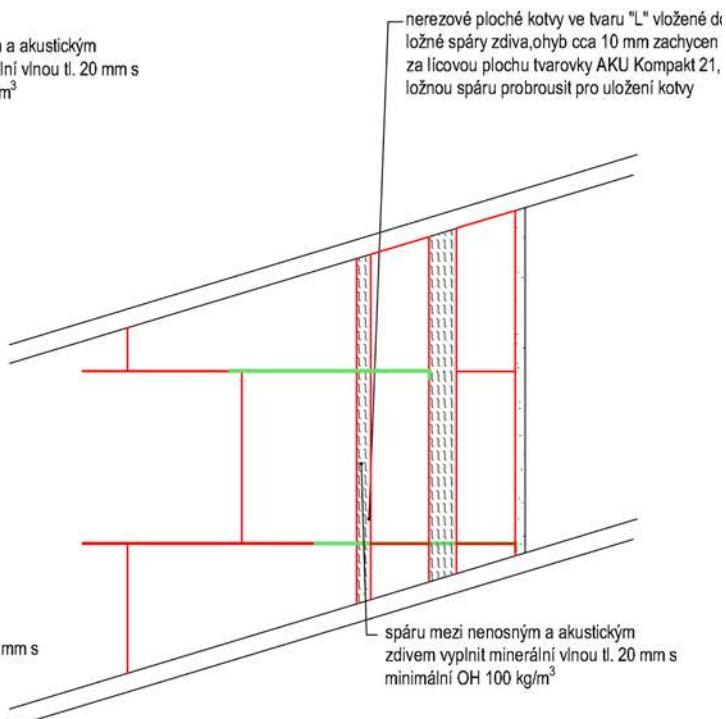 a akustickým
lní vlnou tl. 20 mm s
m³
nerezové ploché kotvy ve tvaru "L" vložené do
ložné spáry zdiva,ohyb cca 10 mm zachycen
za lícovou plochu tvarovky AKU Kompakt 21,
ložnou spáru probrousit pro uložení kotvy
mm s
spáru mezi nenosným a akustickým
zdivem vyplnit minerální vlnou tl. 20 mm s
minimální OH 100 kg/m³